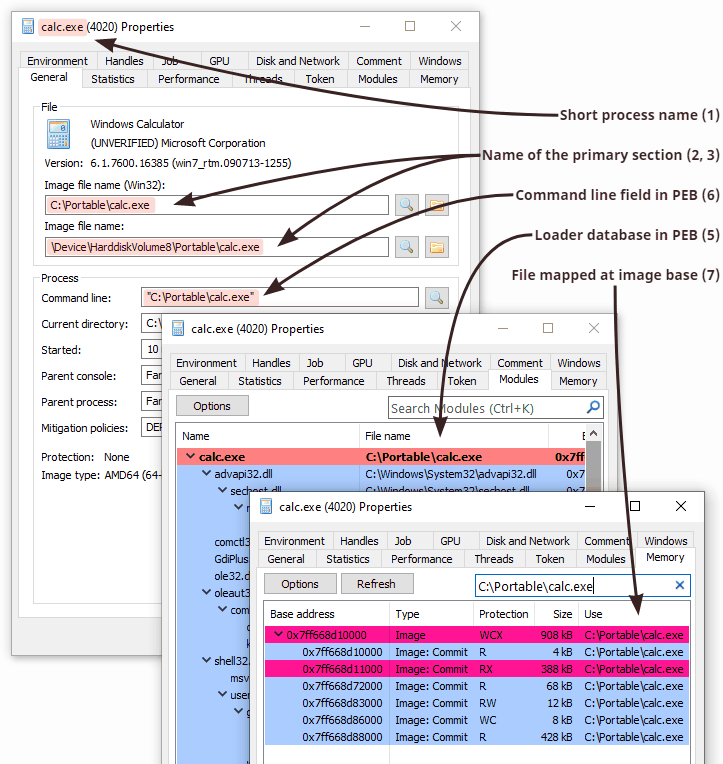 calc.exe (4020) Properties
Environment Handles Job GPU Disk and Network Comment Windows
General Statistics Performance Threads Token Modules Memory
File
Windows Calculator
(UNVERIFIED) Microsoft Corporation
Version: 6.1.7600.16385 (win7_rtm.090713-1255)
Image file name (Win32):
C:\Portable\calc.exe
Image file name:
\Device\HarddiskVolume8\Portable\calc.exe
Process
Command line: "C:\Portable\calc.exe"
Current directory: C:\
Started: 10
Parent console: Far
Parent process: Far
Mitigation policies: DEP
Protection: None
Image type: AMD64 (64-
Short process name (1)
Name of the primary section (2, 3)
Command line field in PEB (6)
Loader database in PEB (5)
File mapped at image base (7)
calc.exe (4020) Properties
Environment Handles Job GPU Disk and Network Comment Windows
General Statistics Performance Threads Token Modules Memory
Options Search Modules (Ctrl+K)
Name File name
calc.exe C:\Portable\calc.exe 0x7ff
advapi32.dll C:\Windows\System32\advapi32.dll 0x7
sechost.dll C:\Windows\System32\sechost.dll 0x7
comctl3
GdiPlus
ole32.d
oleaut3
com
shell32.
msv
user
calc.exe (4020) Properties
Environment Handles Job GPU Disk and Network Comment Windows
General Statistics Performance Threads Token Modules Memory
Options Refresh C:\Portable\calc.exe
Base address Type Protection Size Use
0x7ff668d10000 Image WCX 908 kB C:\Portable\calc.exe
0x7ff668d10000 Image: Commit R 4 kB C:\Portable\calc.exe
0x7ff668d11000 Image: Commit RX 388 kB C:\Portable\calc.exe
0x7ff668d72000 Image: Commit R 68 kB C:\Portable\calc.exe
0x7ff668d83000 Image: Commit RW 12 kB C:\Portable\calc.exe
0x7ff668d86000 Image: Commit WC 8 kB C:\Portable\calc.exe
0x7ff668d88000 Image: Commit R 428 kB C:\Portable\calc.exe